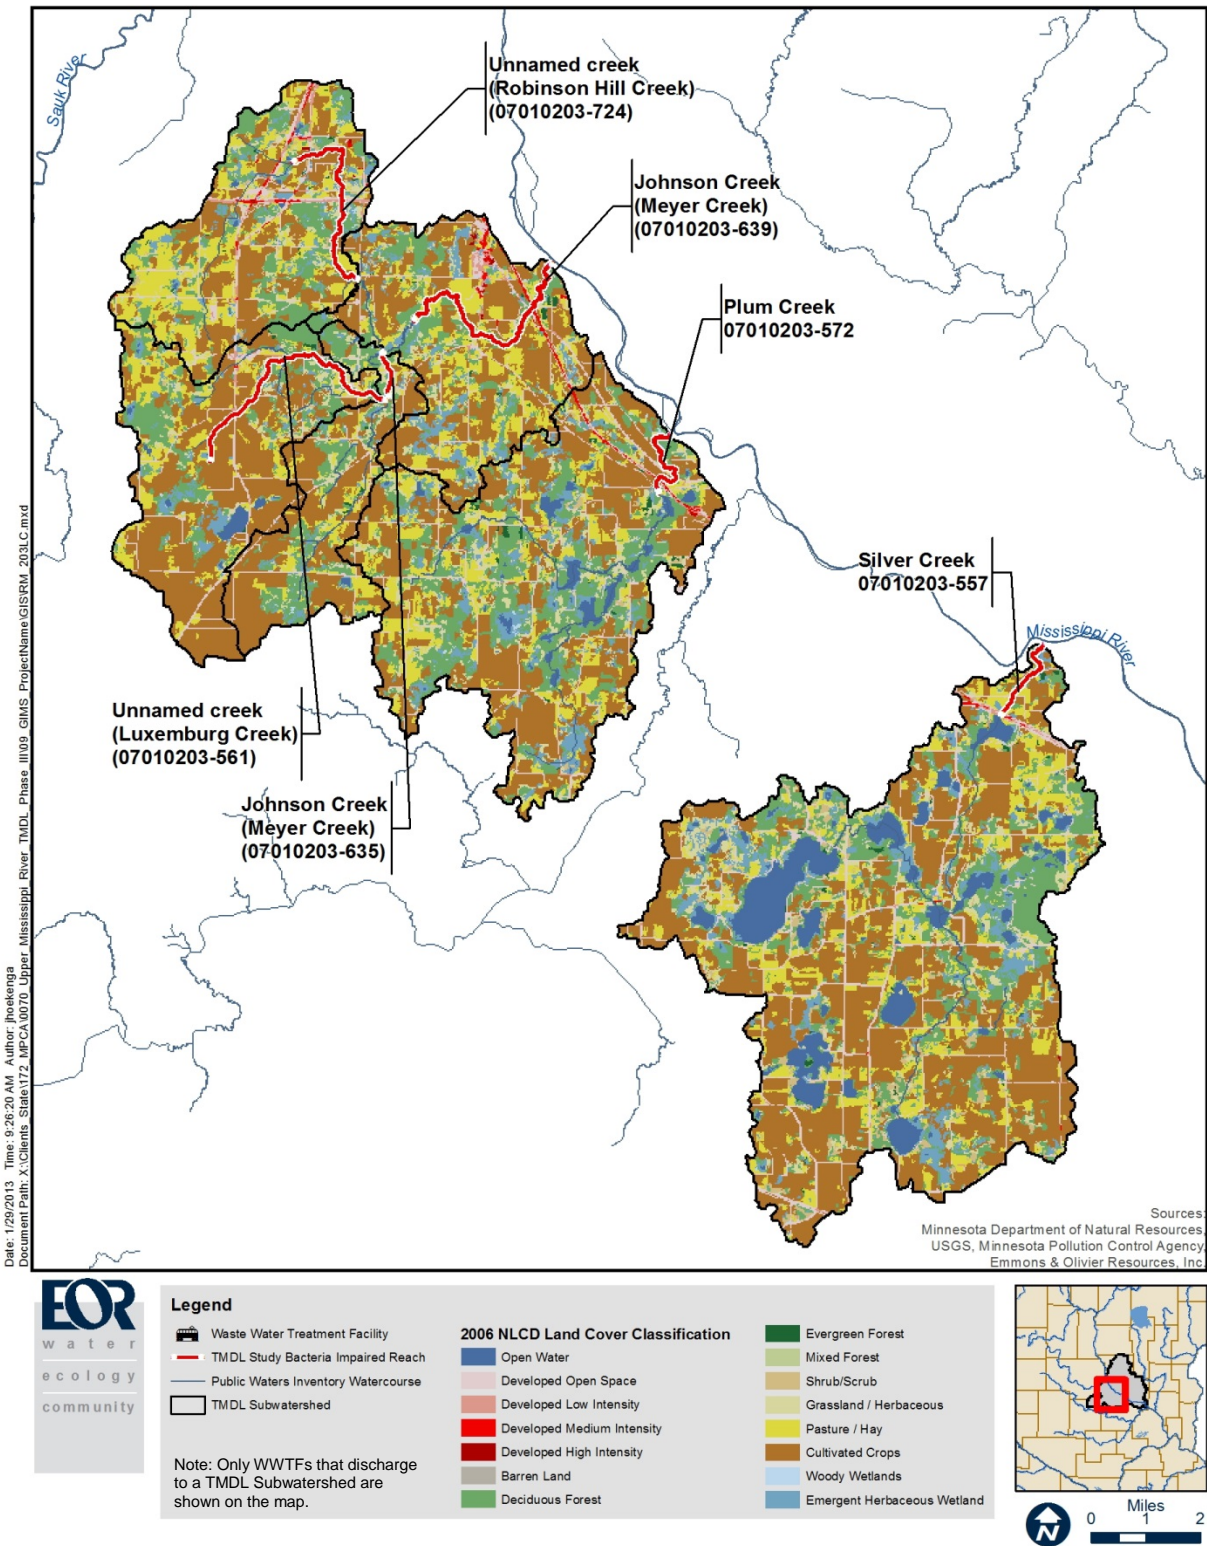 Sauk River
Unnamed creek
(Robinson Hill Creek)
(07010203-724)
Johnson Creek
(Meyer Creek)
(07010203-639)
Plum Creek
07010203-572
Silver Creek
07010203-557
Mississippi River
Unnamed creek
(Luxemburg Creek)
(07010203-561)
Johnson Creek
(Meyer Creek)
(07010203-635)
Date: 1/29/2013 Time: 9:26:20 AM Author: jhoekenga
Document Path: X:\Clients_State\172_MPCA\0070_Upper_Mississippi_River_TMDL_Phase_III\09_GIMS_ProjectName\GIS\RM_203LC.mxd
Sources:
Minnesota Department of Natural Resources,
USGS, Minnesota Pollution Control Agency,
Emmons & Olivier Resources, Inc.
EOR
water
ecology
community
Legend
Waste Water Treatment Facility
TMDL Study Bacteria Impaired Reach
Public Waters Inventory Watercourse
TMDL Subwatershed
Note: Only WWTFs that discharge
to a TMDL Subwatershed are
shown on the map.
2006 NLCD Land Cover Classification
Open Water
Developed Open Space
Developed Low Intensity
Developed Medium Intensity
Developed High Intensity
Barren Land
Deciduous Forest
Evergreen Forest
Mixed Forest
Shrub/Scrub
Grassland / Herbaceous
Pasture / Hay
Cultivated Crops
Woody Wetlands
Emergent Herbaceous Wetland
N
Miles
0 1 2